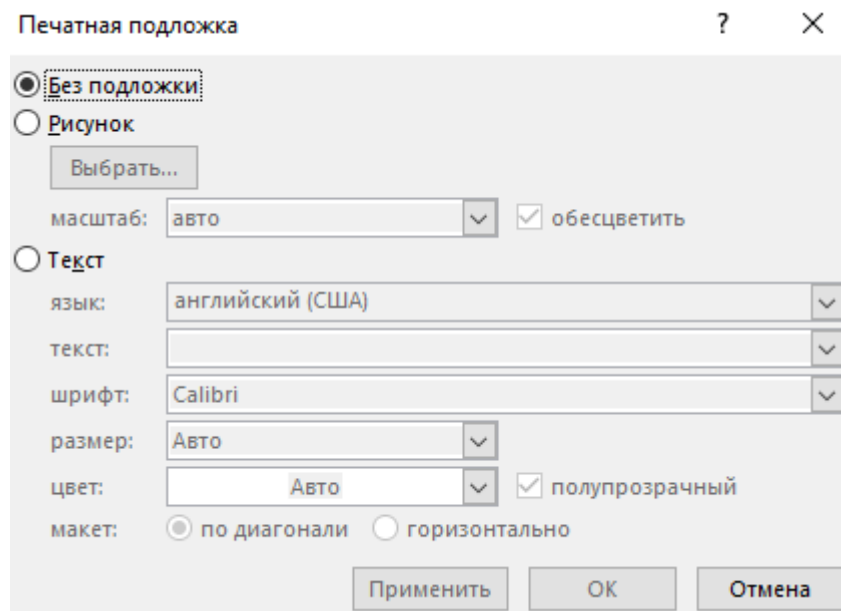 Печатная подложка ?
Без подложки
Рисунок
Выбрать...
масштаб: авто обесцветить
Текст
язык: английский (США)
текст:
шрифт: Calibri
размер: Авто
цвет: Авто полупрозрачный
макет: по диагонали горизонтально
Применить ОК Отмена